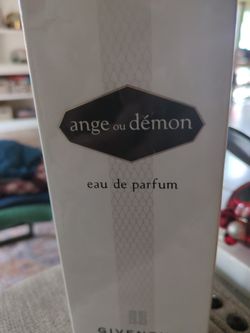 ange ou démon
eau de parfum